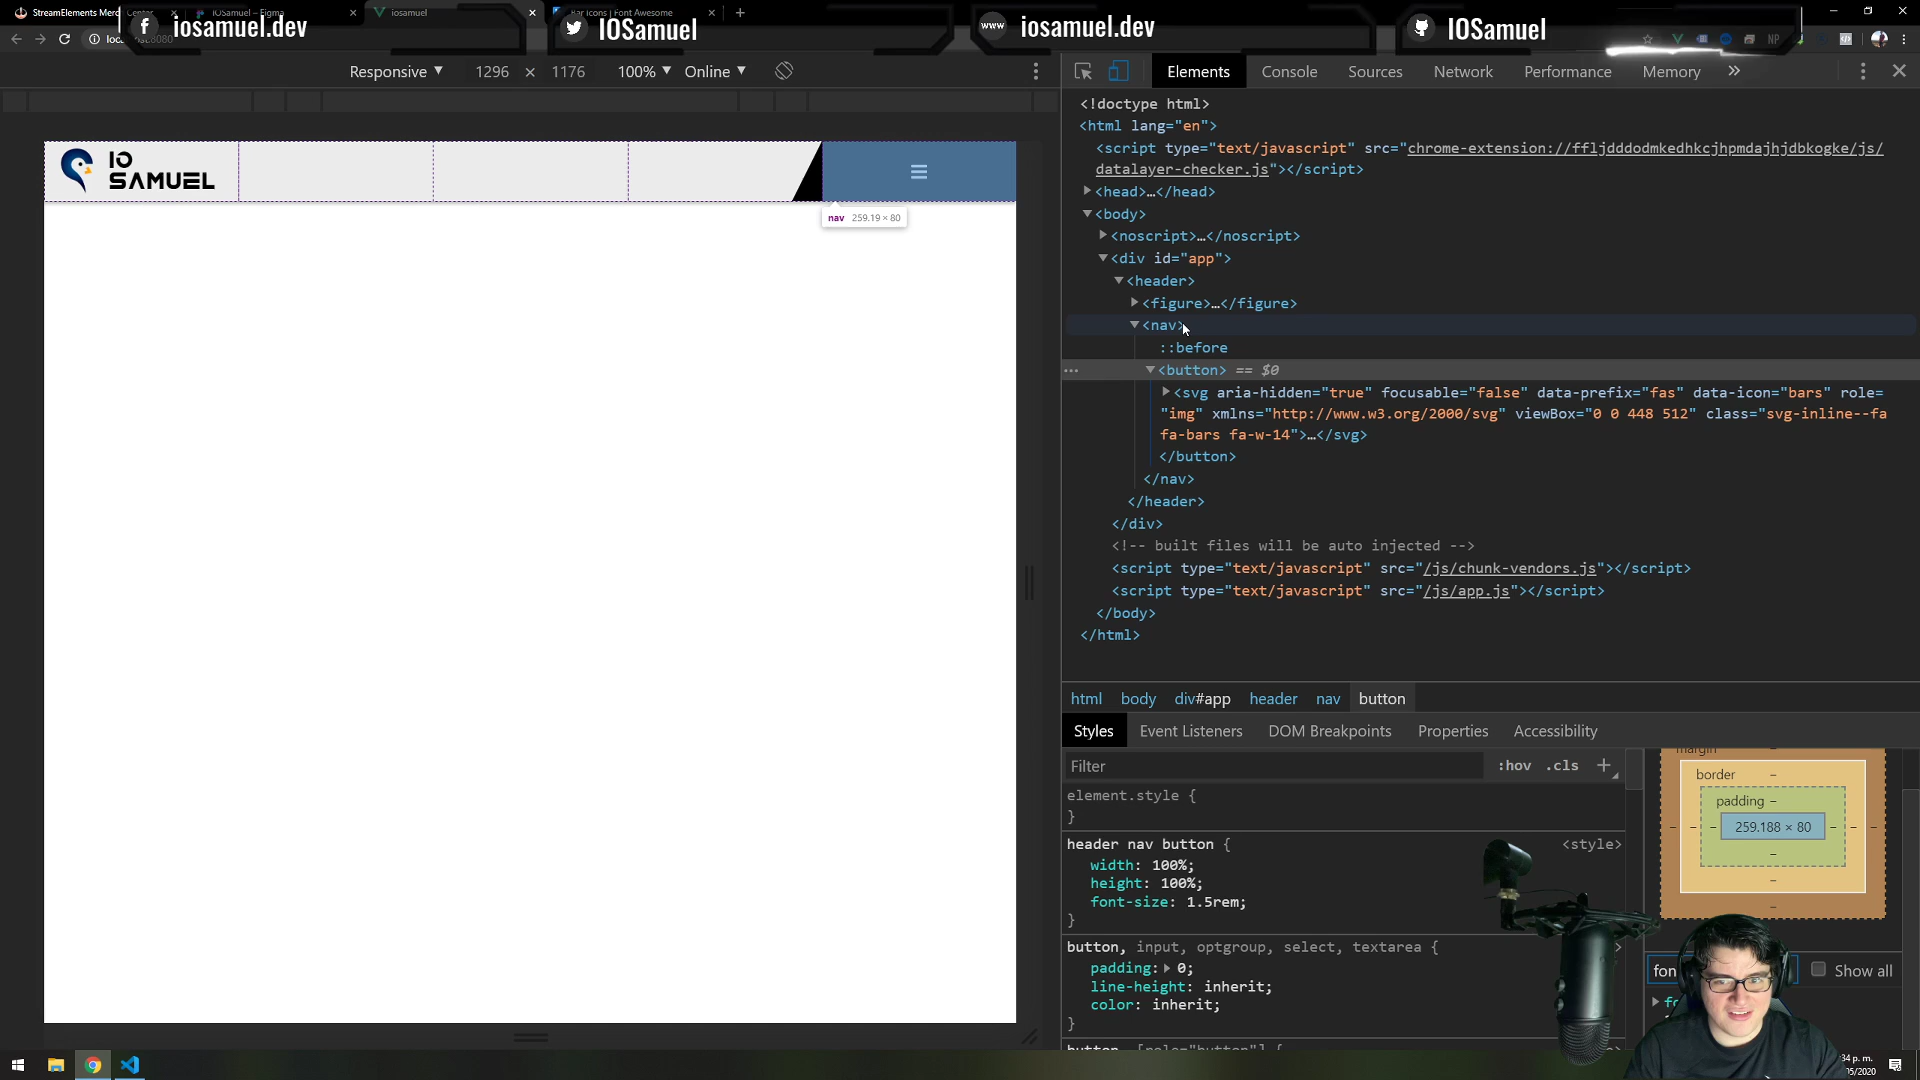 StreamElements Merch Center
IOSamuel – Figma
iosamuel
Bar Icons | Font Awesome
iosamuel.dev
IOSamuel
www
iosamuel.dev
IOSamuel
NP
Responsive ▼ 1296 × 1176 100% ▼ Online ▼
Elements Console Sources Network Performance Memory »
IO
SAMUEL
nav 259.19 × 80
<!doctype html>
<html lang="en">
<script type="text/javascript" src="chrome-extension://ffljdddodmkedhkcjhpmdajhjdbkogke/js/
datalayer-checker.js"></script>
<head>…</head>
<body>
<noscript>…</noscript>
<div id="app">
<header>
<figure>…</figure>
<nav>
::before
<button> == $0
<svg aria-hidden="true" focusable="false" data-prefix="fas" data-icon="bars" role=
"img" xmlns="http://www.w3.org/2000/svg" viewBox="0 0 448 512" class="svg-inline--fa
fa-bars fa-w-14">…</svg>
</button>
</nav>
</header>
</div>
<!-- built files will be auto injected -->
<script type="text/javascript" src="/js/chunk-vendors.js"></script>
<script type="text/javascript" src="/js/app.js"></script>
</body>
</html>
html body div#app header nav button
Styles Event Listeners DOM Breakpoints Properties Accessibility
Filter :hov .cls +
element.style {
}
header nav button { <style>
width: 100%;
height: 100%;
font-size: 1.5rem;
}
button, input, optgroup, select, textarea {
padding: 0;
line-height: inherit;
color: inherit;
}
button, [role="button"] {
margin –
border –
padding –
259.188 × 80
fon
Show all
34 p. m.
05/2020